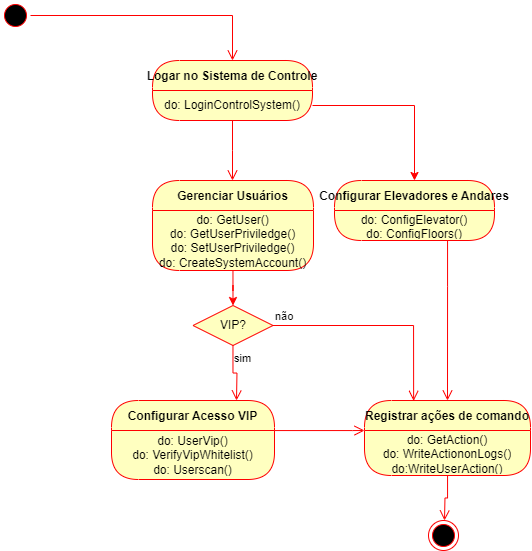 Logar no Sistema de Controle
do: LoginControlSystem()
Gerenciar Usuários
do: GetUser()
do: GetUserPriviledge()
do: SetUserPriviledge()
do: CreateSystemAccount()
Configurar Elevadores e Andares
do: ConfigElevator()
do: ConfigFloors()
VIP?
não
sim
Configurar Acesso VIP
do: UserVip()
do: VerifyVipWhitelist()
do: Userscan()
Registrar ações de comando
do: GetAction()
do: WriteActiononLogs()
do:WriteUserAction()